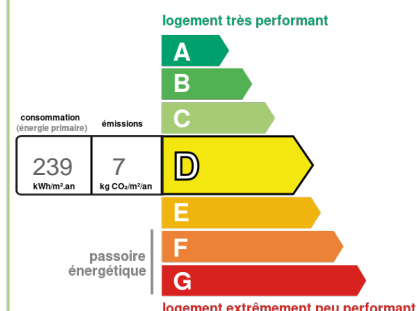 logement très performant
A
B
C
consommation
(énergie primaire)
émissions
239
7
kWh/m².an
kg CO₂/m²/an
D
E
passoire
énergétique
F
G
logement extrêmement peu performant